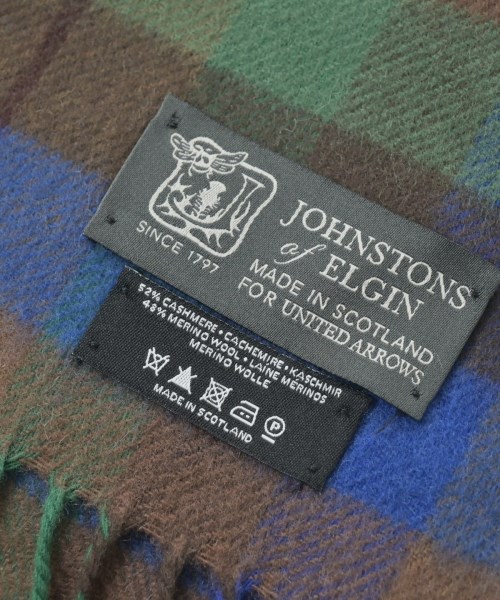 SINCE 1797
JOHNSTONS
of ELGIN
MADE IN SCOTLAND
FOR UNITED ARROWS
52% CASHMERE • CACHEMIRE • KASCHMIR
48% MERINO WOOL • LAINE MERINOS
MERINO WOLLE
P
MADE IN SCOTLAND